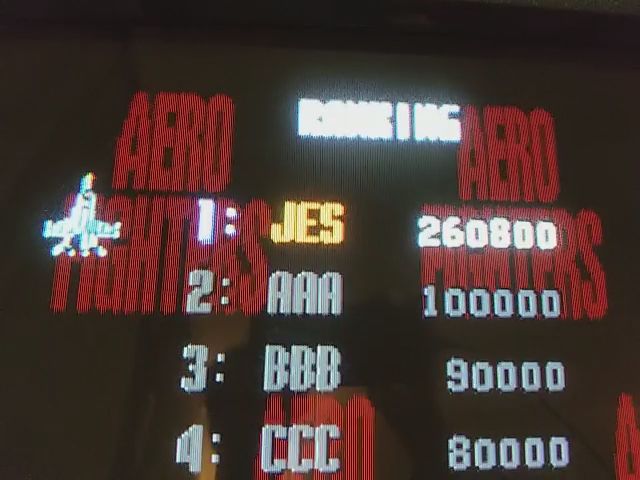 RANKING
AERO AERO
FIGHTERS FIGHTERS
1: JES 260800
2: AAA 100000
3: BBB 90000
4: CCC 80000
AERO